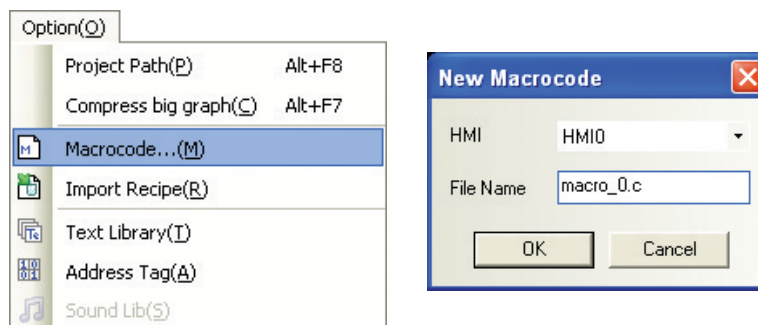 Option(O)
Project Path(P) Alt+F8
Compress big graph(C) Alt+F7
M Macrocode...(M)
Import Recipe(R)
Te Text Library(T)
Address Tag(A)
Sound Lib(S)
New Macrocode
HMI HMI0
File Name macro_0.c
OK Cancel